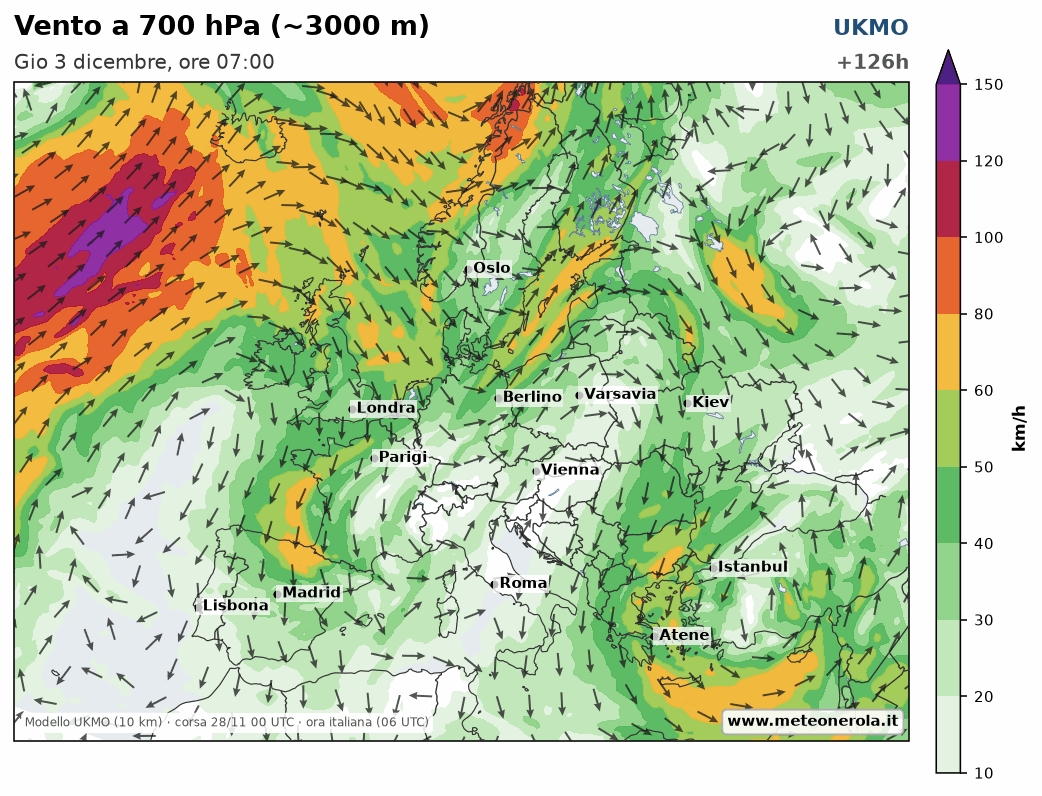 Vento a 700 hPa (~3000 m)
UKMO
Gio 3 dicembre, ore 07:00
+126h
150
120
100
80
60
50
40
30
20
10
km/h
Oslo
Londra
Berlino
Varsavia
Kiev
Parigi
Vienna
Istanbul
Roma
Madrid
Lisbona
Atene
Modello UKMO (10 km) · corsa 28/11 00 UTC · ora italiana (06 UTC)
www.meteonerola.it